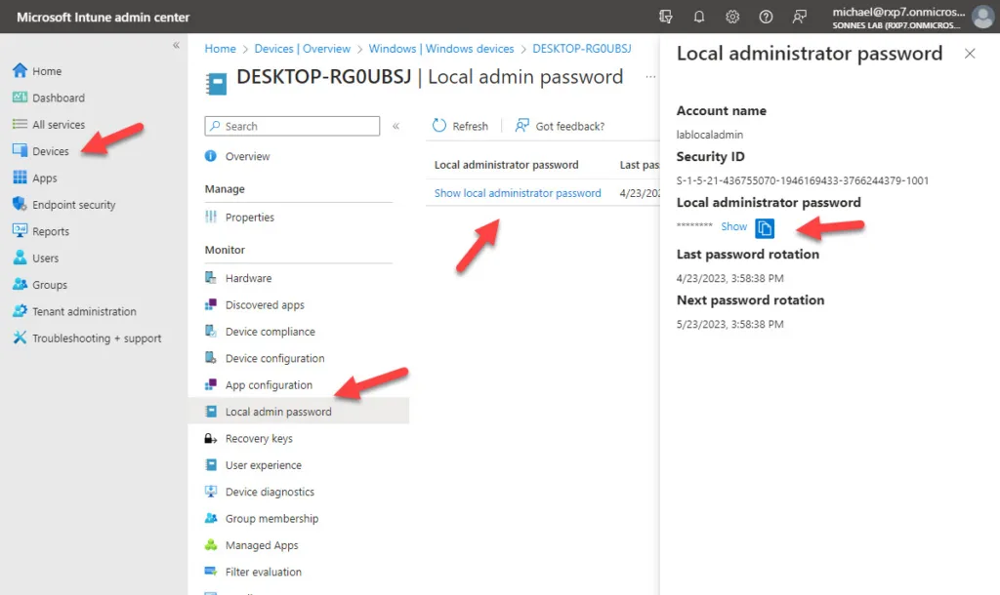 Microsoft Intune admin center
michael@rxp7.onmicros...
SONNES LAB (RXP7.ONMICROS...
Home
Dashboard
All services
Devices
Apps
Endpoint security
Reports
Users
Groups
Tenant administration
Troubleshooting + support
Home > Devices | Overview > Windows | Windows devices > DESKTOP-RG0UBSJ
DESKTOP-RG0UBSJ | Local admin password ...
Search
Overview
Manage
Properties
Monitor
Hardware
Discovered apps
Device compliance
Device configuration
App configuration
Local admin password
Recovery keys
User experience
Device diagnostics
Group membership
Managed Apps
Filter evaluation
Refresh
Got feedback?
Local administrator password Last pas
Show local administrator password 4/23/202
Local administrator password
Account name
lablocaladmin
Security ID
S-1-5-21-436755070-1946169433-3766244379-1001
Local administrator password
******** Show
Last password rotation
4/23/2023, 3:58:38 PM
Next password rotation
5/23/2023, 3:58:38 PM